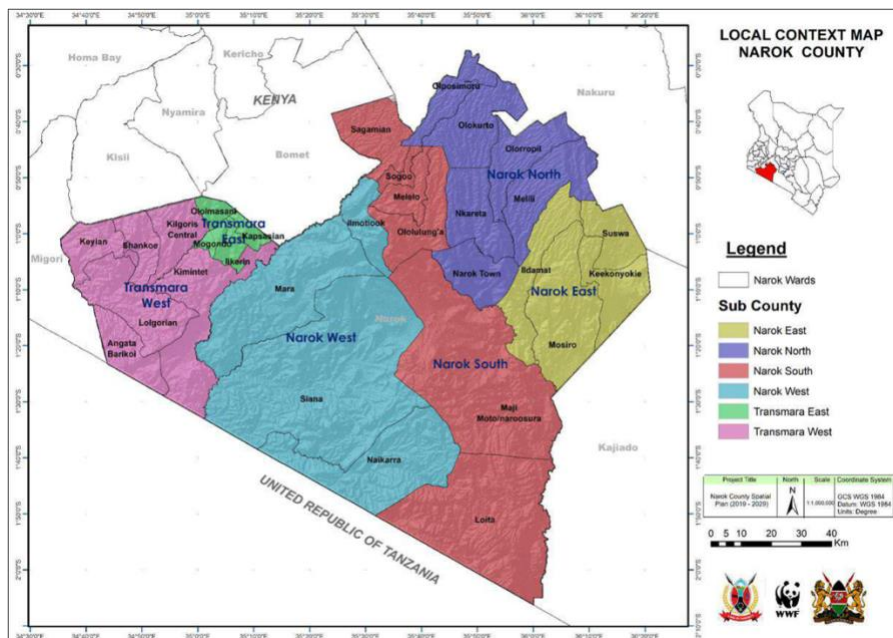 LOCAL CONTEXT MAP
NAROK COUNTY
Homa Bay
Kericho
Nyamira
KENYA
Kisii
Bomet
Nakuru
Migori
Narok
Kajiado
UNITED REPUBLIC OF TANZANIA
Olposimoru
Olokurto
Sagamian
Olorropil
Narok North
Sogoo
Melelo
Melili
Nkareta
Ololmasani
Kilgoris
Central
Transmara
East
Kapsasian
Mogondo
Ilkerin
Keyian
Shankoe
Kimintet
Transmara
West
Lolgorian
Angata
Barikoi
Ilmotiook
Ololulung'a
Suswa
Keekonyokie
Ildamat
Narok Town
Narok East
Mosiro
Mara
Narok West
Narok South
Siana
Maji
Moto/naroosura
Naikarra
Loita
Legend
Narok Wards
Sub County
Narok East
Narok North
Narok South
Narok West
Transmara East
Transmara West
Project Title
North
Scale
Coordinate System
Narok County Spatial
Plan (2019 - 2029)
N
GCS WGS 1984
Datum: WGS 1984
Units: Degree
0 5 10 20 30 40
Km
WWF